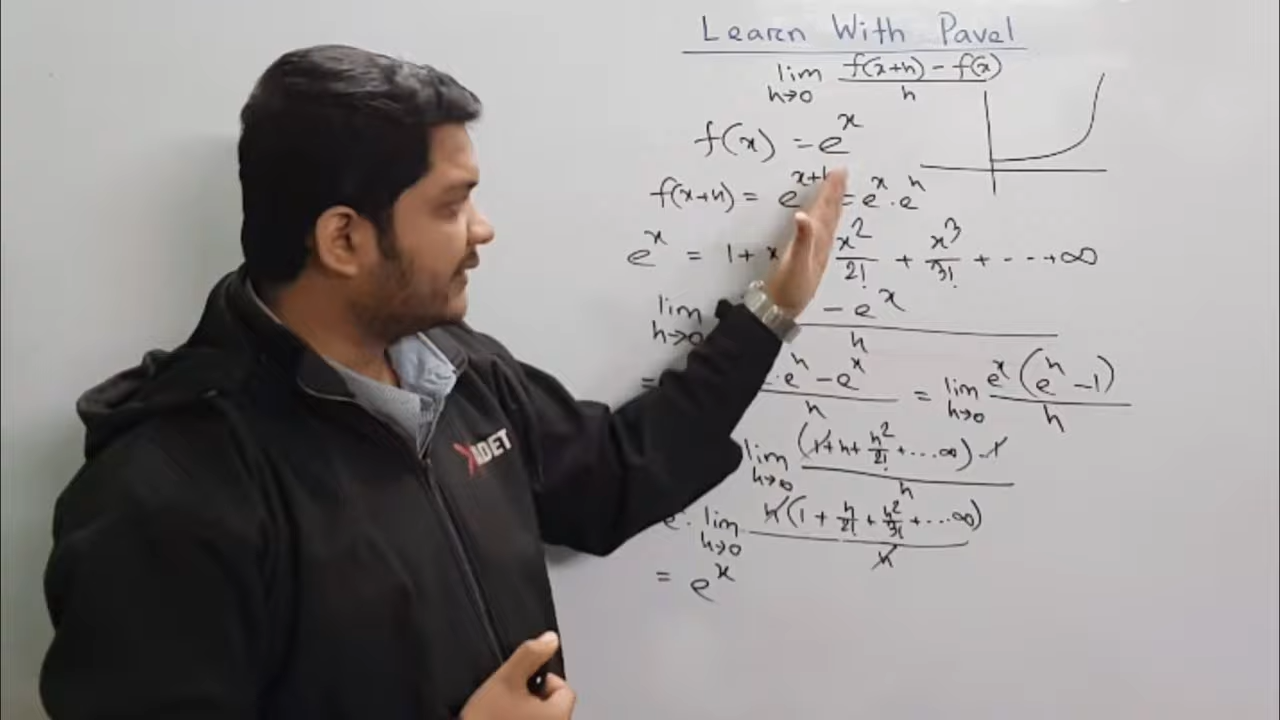 Learn With Pavel
lim h→0 f(x+h) - f(x) / h
f(x) = e^x
f(x+h) = e^x+h = e^x . e^h
e^x = 1 + x x^2/2! + x^3/3! + - - - + ∞
lim h→0 - e^x / h
= . e^h - e^x / h = lim h→0 e^x (e^h - 1) / h
lim h→0 (1 + h + h^2/2! + ... ∞) - 1 / h
e^x . lim h→0 h(1 + h/2! + h^2/3! + ... ∞) / h
= e^x
ADET